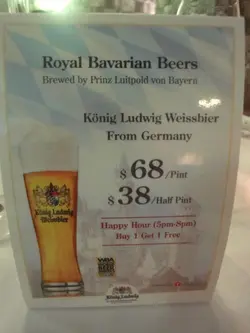 Royal Bavarian Beers
Brewed by Prinz Luitpold von Bayern
König Ludwig Weissbier
From Germany
$ 68/Pint
$ 38/Half Pint
Happy Hour (5pm-8pm)
Buy 1 Get 1 Free
König Ludwig
Weissbier
BEER
König Ludwig